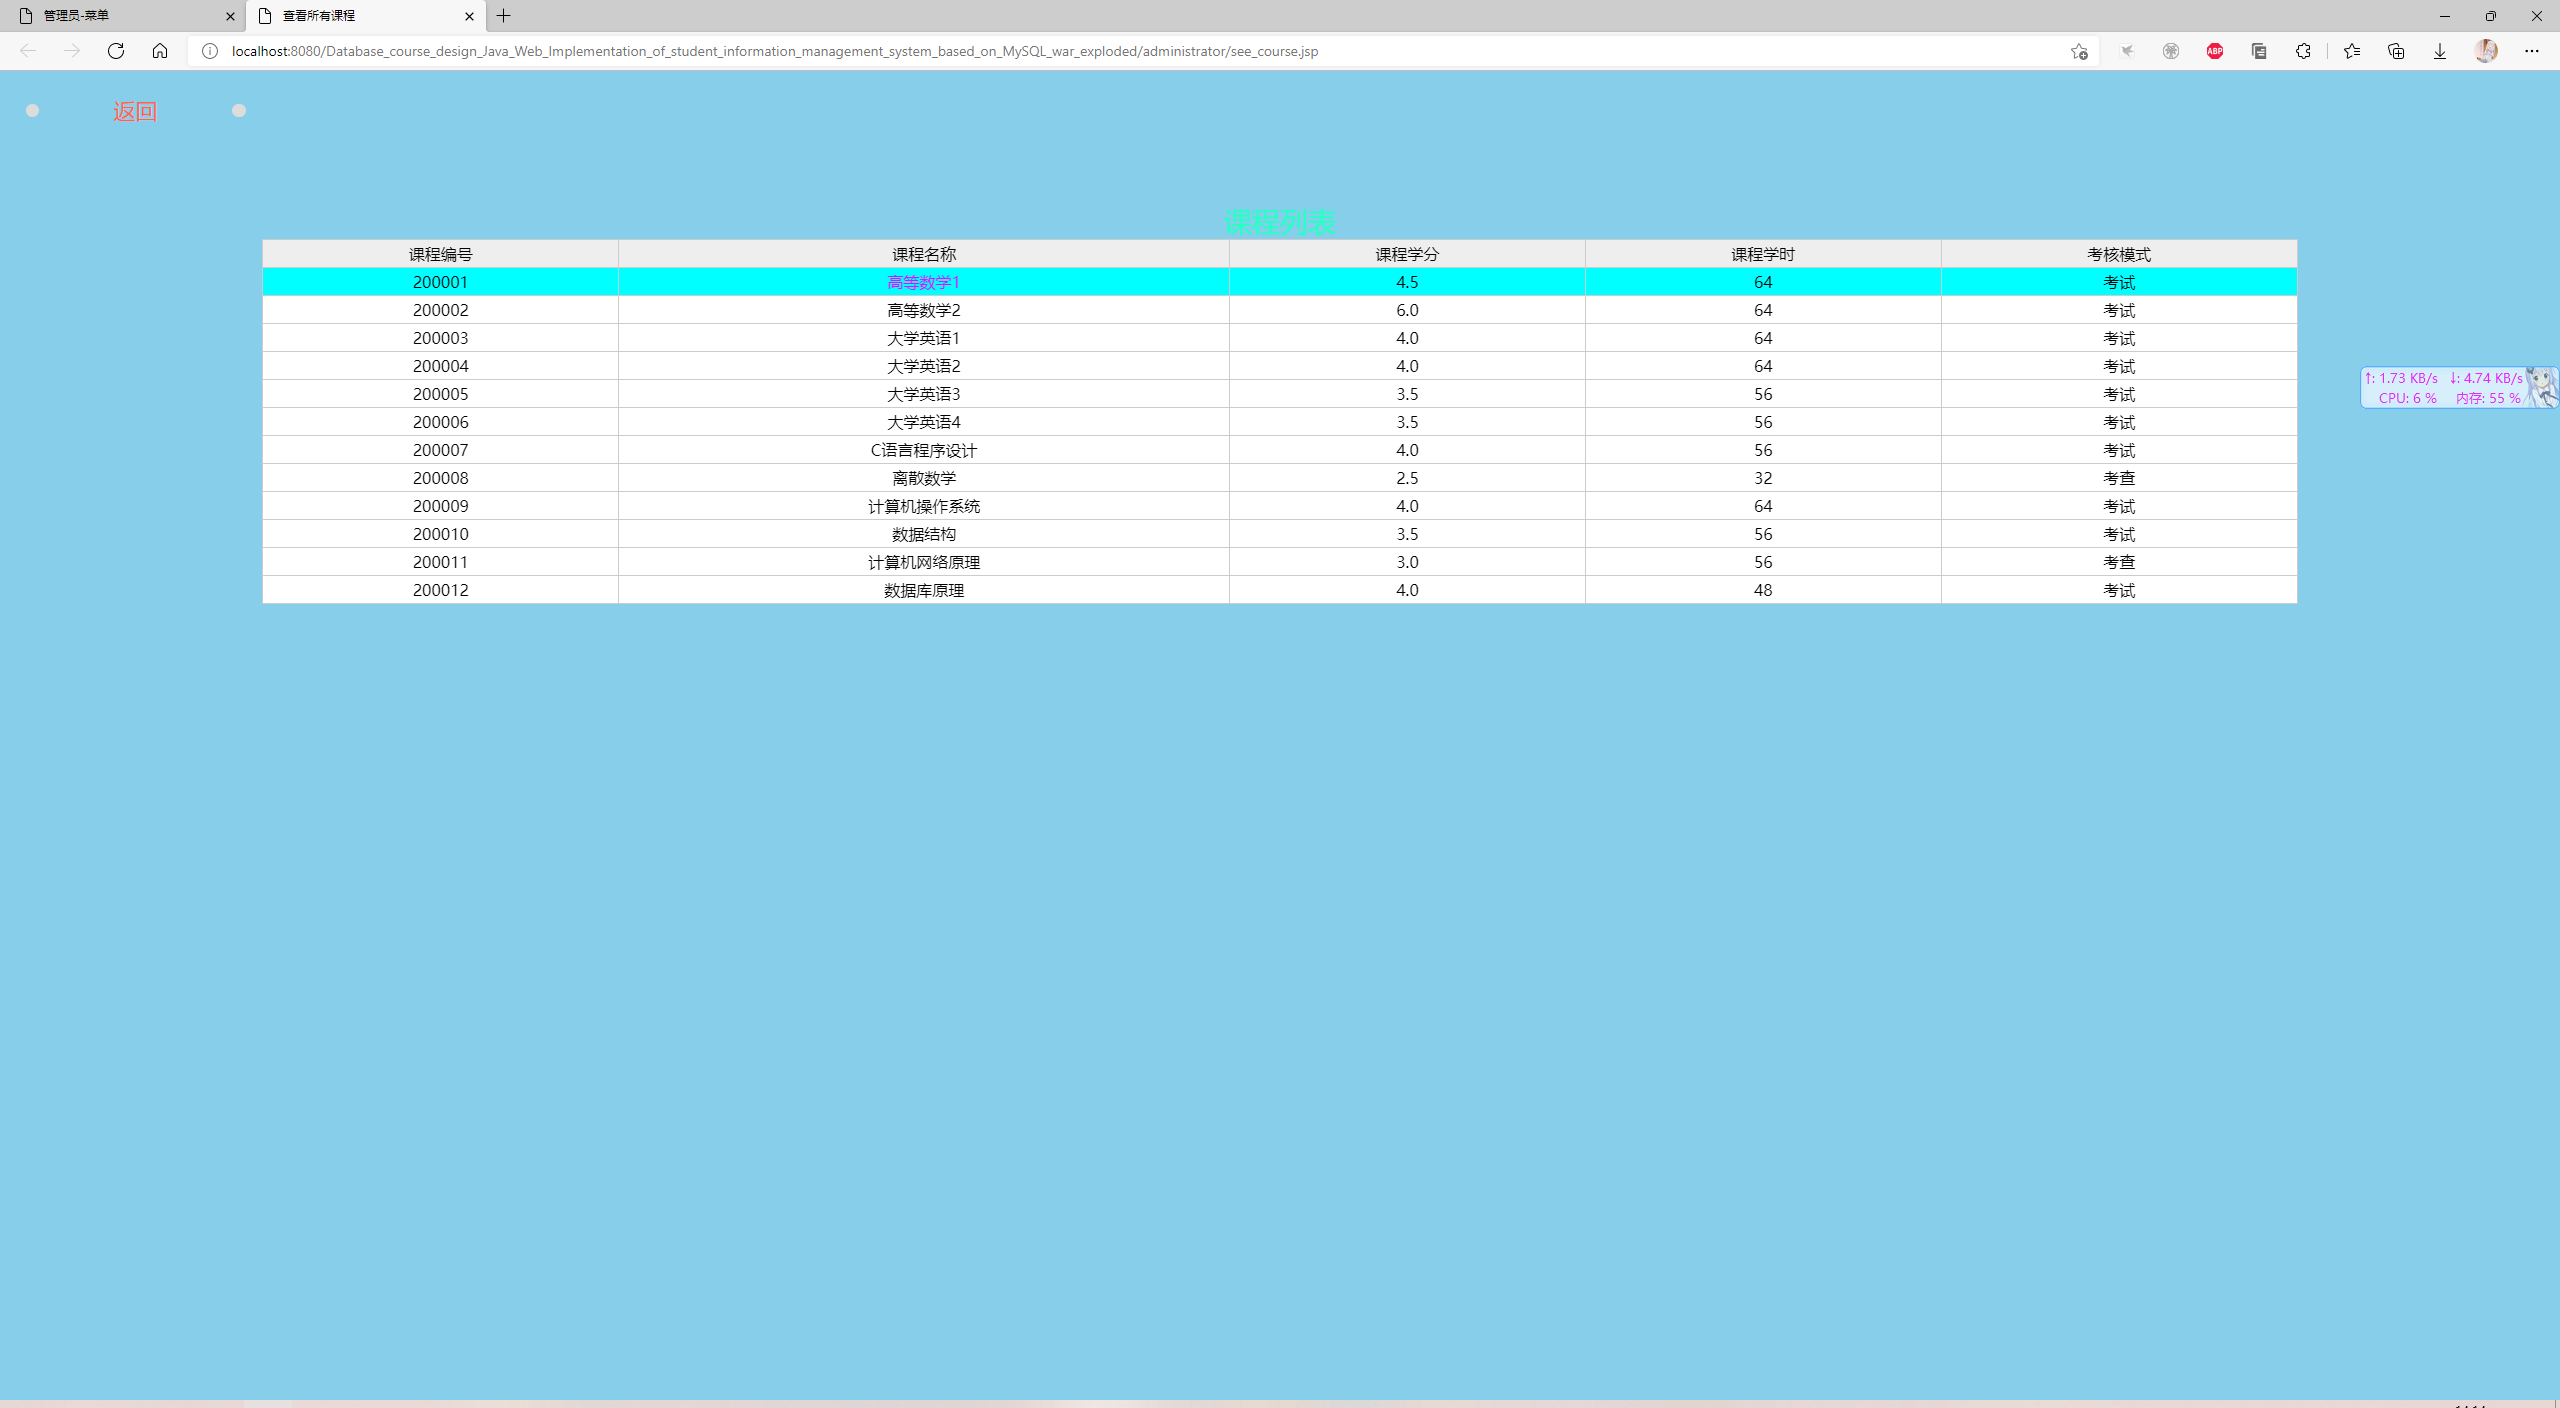 管理员-菜单
查看所有课程
localhost:8080/Database_course_design_Java_Web_Implementation_of_student_information_management_system_based_on_MySQL_war_exploded/administrator/see_course.jsp
ABP
返回
课程列表
课程编号 课程名称 课程学分 课程学时 考核模式
200001 高等数学1 4.5 64 考试
200002 高等数学2 6.0 64 考试
200003 大学英语1 4.0 64 考试
200004 大学英语2 4.0 64 考试
200005 大学英语3 3.5 56 考试
200006 大学英语4 3.5 56 考试
200007 C语言程序设计 4.0 56 考试
200008 离散数学 2.5 32 考查
200009 计算机操作系统 4.0 64 考试
200010 数据结构 3.5 56 考试
200011 计算机网络原理 3.0 56 考查
200012 数据库原理 4.0 48 考试
↑: 1.73 KB/s ↓: 4.74 KB/s
CPU: 6 % 内存: 55 %